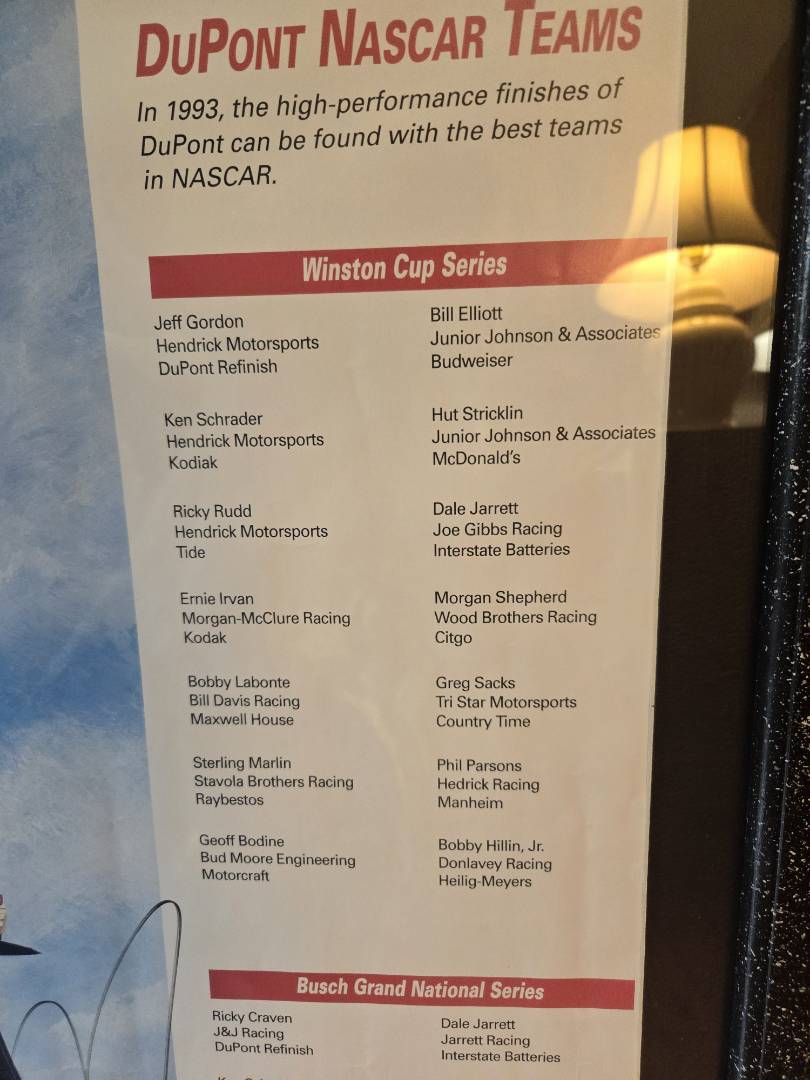 DUPONT NASCAR TEAMS
In 1993, the high-performance finishes of
DuPont can be found with the best teams
in NASCAR.
Winston Cup Series
Jeff Gordon
Hendrick Motorsports
DuPont Refinish
Bill Elliott
Junior Johnson & Associates
Budweiser
Ken Schrader
Hendrick Motorsports
Kodiak
Hut Stricklin
Junior Johnson & Associates
McDonald's
Ricky Rudd
Hendrick Motorsports
Tide
Dale Jarrett
Joe Gibbs Racing
Interstate Batteries
Ernie Irvan
Morgan-McClure Racing
Kodak
Morgan Shepherd
Wood Brothers Racing
Citgo
Bobby Labonte
Bill Davis Racing
Maxwell House
Greg Sacks
Tri Star Motorsports
Country Time
Sterling Marlin
Stavola Brothers Racing
Raybestos
Phil Parsons
Hedrick Racing
Manheim
Geoff Bodine
Bud Moore Engineering
Motorcraft
Bobby Hillin, Jr.
Donlavey Racing
Heilig-Meyers
Busch Grand National Series
Ricky Craven
J&J Racing
DuPont Refinish
Dale Jarrett
Jarrett Racing
Interstate Batteries